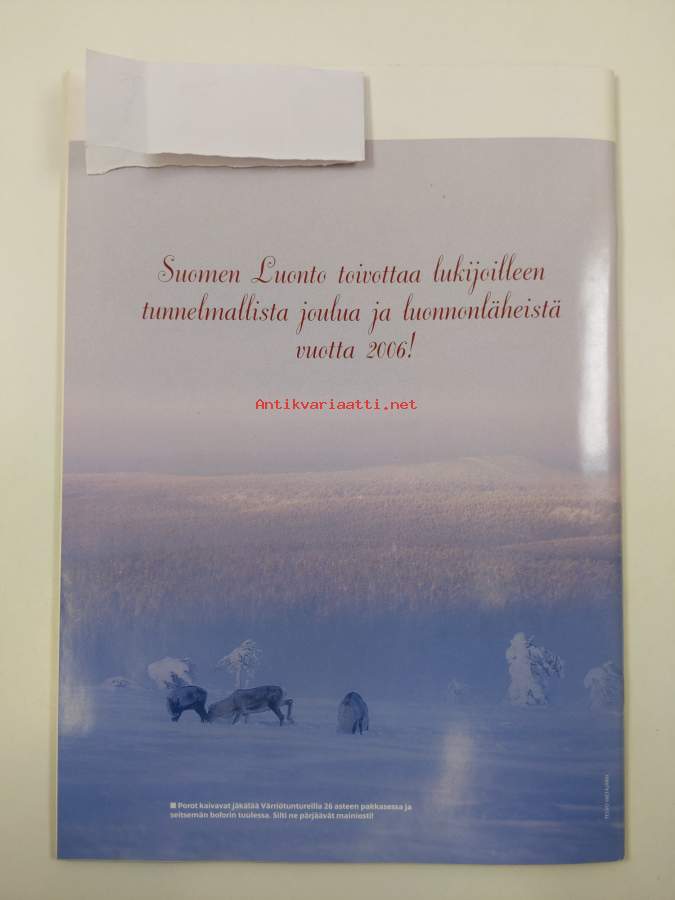 Suomen Luonto toivottaa lukijoilleen
tunnelmallista joulua ja luonnonläheistä
vuotta 2006!
Antikvariaatti.net
■ Porot kaivavat jäkälää Värriötuntureilla 26 asteen pakkasessa ja
seitsemän boforin tuulessa. Silti ne pärjäävät mainiosti!